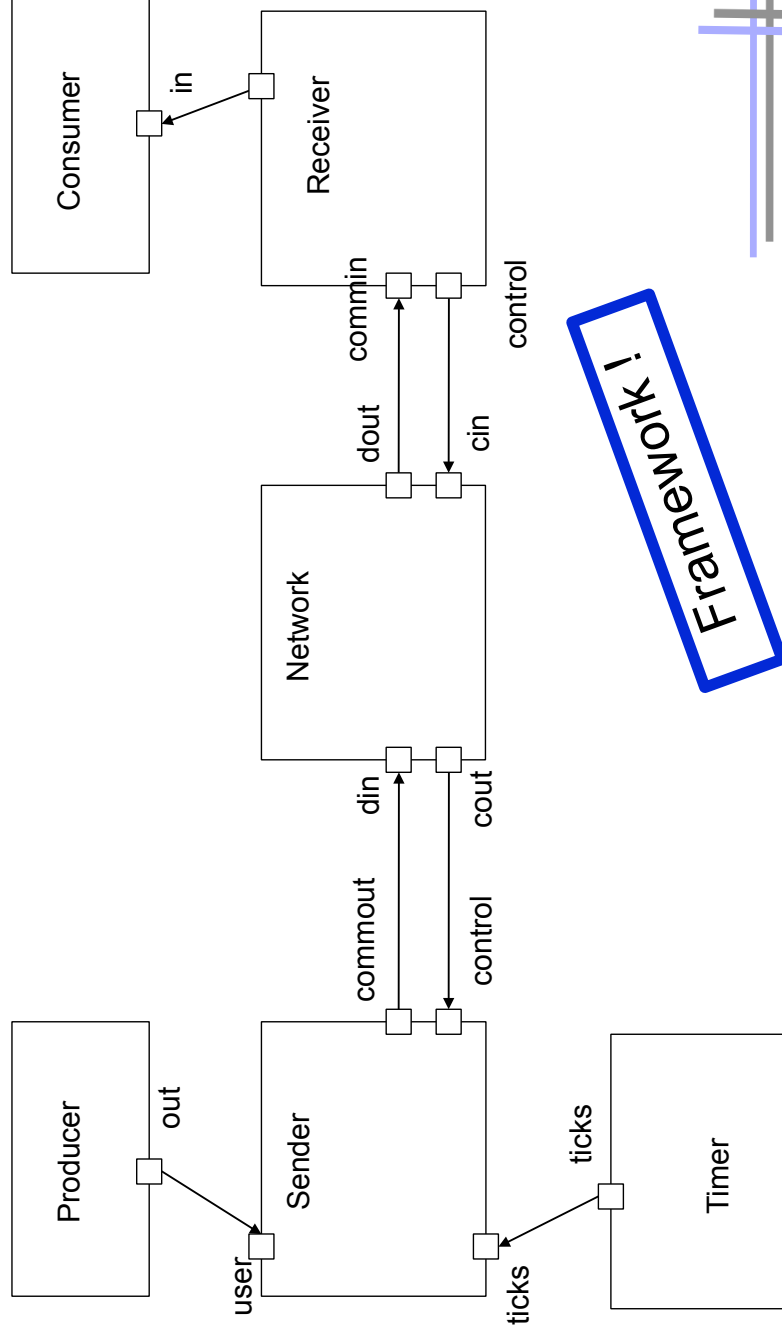 Producer
Consumer
out
in
user
Sender
commout
din
Network
dout
commin
Receiver
control
cout
cin
control
ticks
ticks
Timer
Framework !